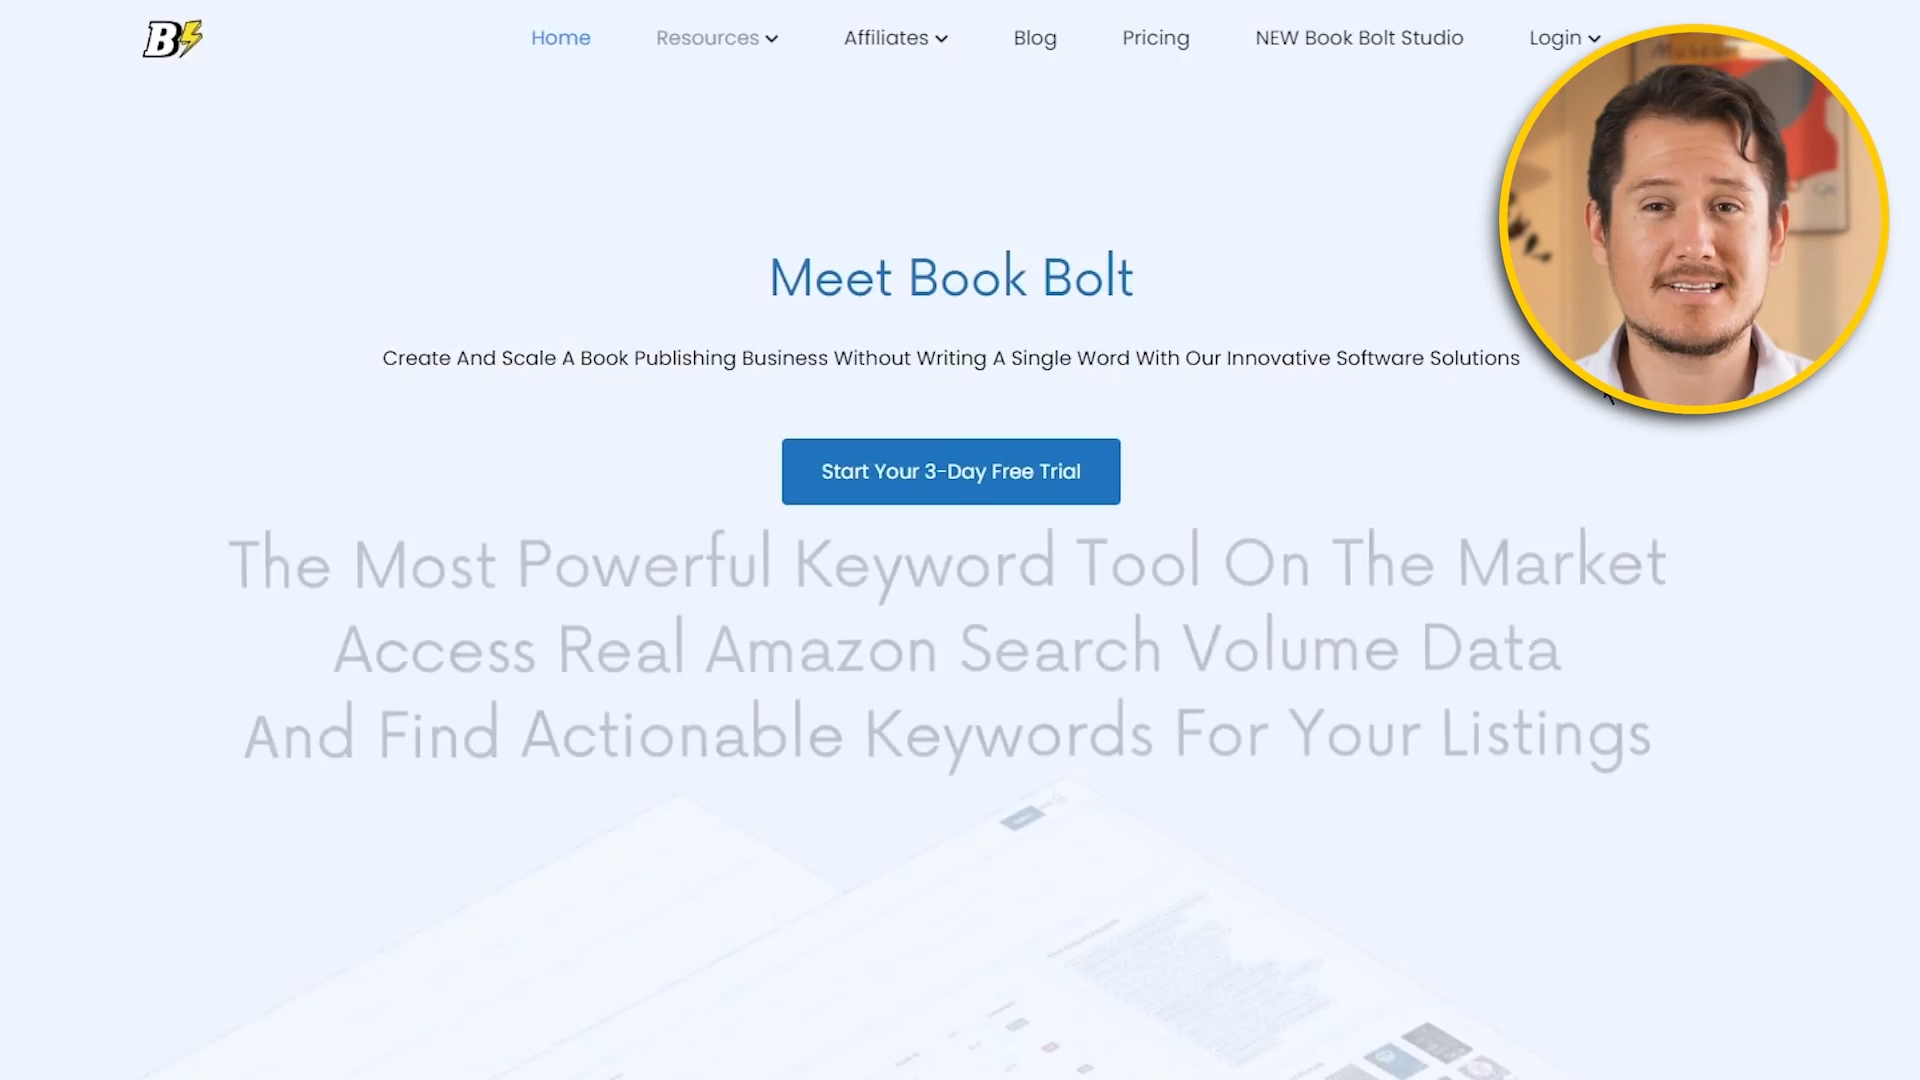 B
Home
Resources
Affiliates
Blog
Pricing
NEW Book Bolt Studio
Login
Meet Book Bolt
Create And Scale A Book Publishing Business Without Writing A Single Word With Our Innovative Software Solutions
Start Your 3-Day Free Trial
The Most Powerful Keyword Tool On The Market
Access Real Amazon Search Volume Data
And Find Actionable Keywords For Your Listings